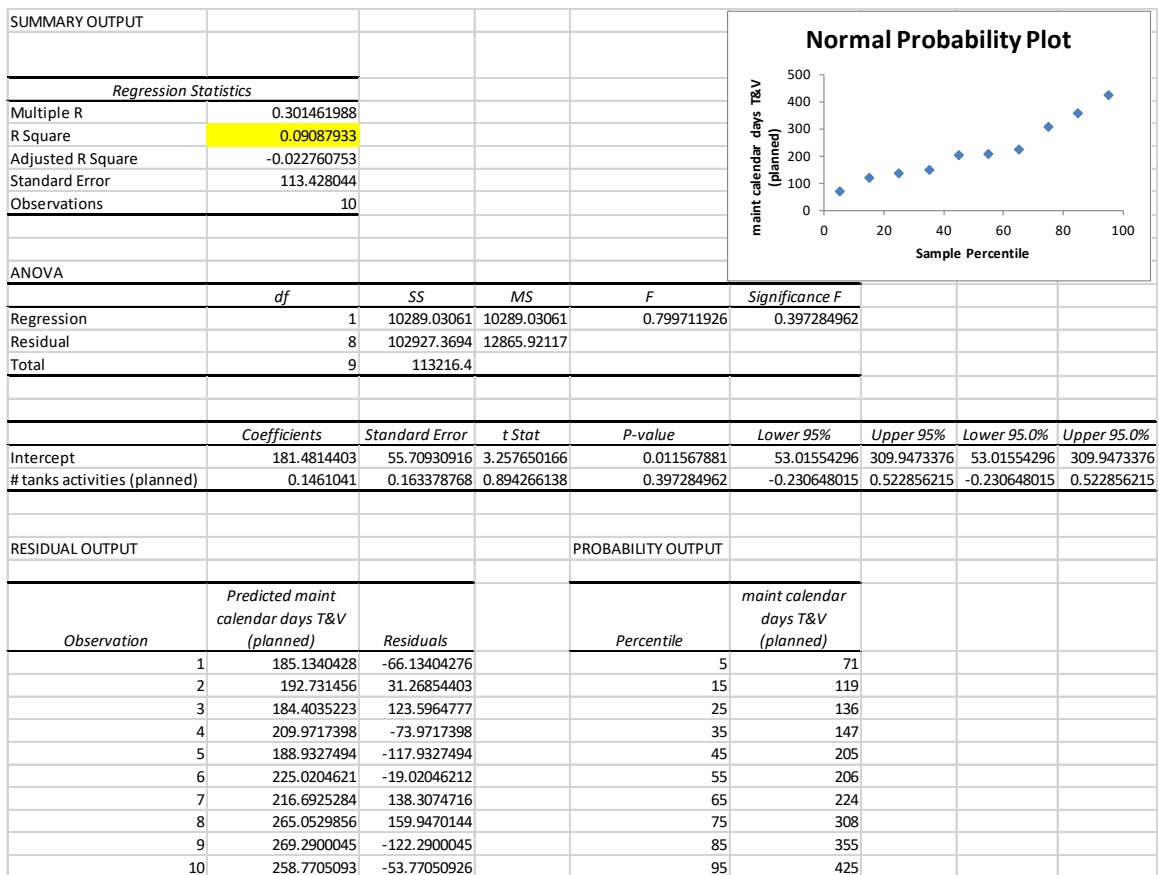 SUMMARY OUTPUT
Normal Probability Plot
maint calendar days T&V
(planned)
500
400
300
200
100
0
0 20 40 60 80 100
Sample Percentile
Regression Statistics
Multiple R 0.301461988
R Square 0.09087933
Adjusted R Square -0.022760753
Standard Error 113.428044
Observations 10
ANOVA
df SS MS F Significance F
Regression 1 10289.03061 10289.03061 0.799711926 0.397284962
Residual 8 102927.3694 12865.92117
Total 9 113216.4
Coefficients Standard Error t Stat P-value Lower 95% Upper 95% Lower 95.0% Upper 95.0%
Intercept 181.4814403 55.70930916 3.257650166 0.011567881 53.01554296 309.9473376 53.01554296 309.9473376
# tanks activities (planned) 0.1461041 0.163378768 0.894266138 0.397284962 -0.230648015 0.522856215 -0.230648015 0.522856215
RESIDUAL OUTPUT PROBABILITY OUTPUT
Predicted maint maint calendar
calendar days T&V days T&V
Observation (planned) Residuals Percentile (planned)
1 185.1340428 -66.13404276 5 71
2 192.731456 31.26854403 15 119
3 184.4035223 123.5964777 25 136
4 209.9717398 -73.9717398 35 147
5 188.9327494 -117.9327494 45 205
6 225.0204621 -19.02046212 55 206
7 216.6925284 138.3074716 65 224
8 265.0529856 159.9470144 75 308
9 269.2900045 -122.2900045 85 355
10 258.7705093 -53.77050926 95 425